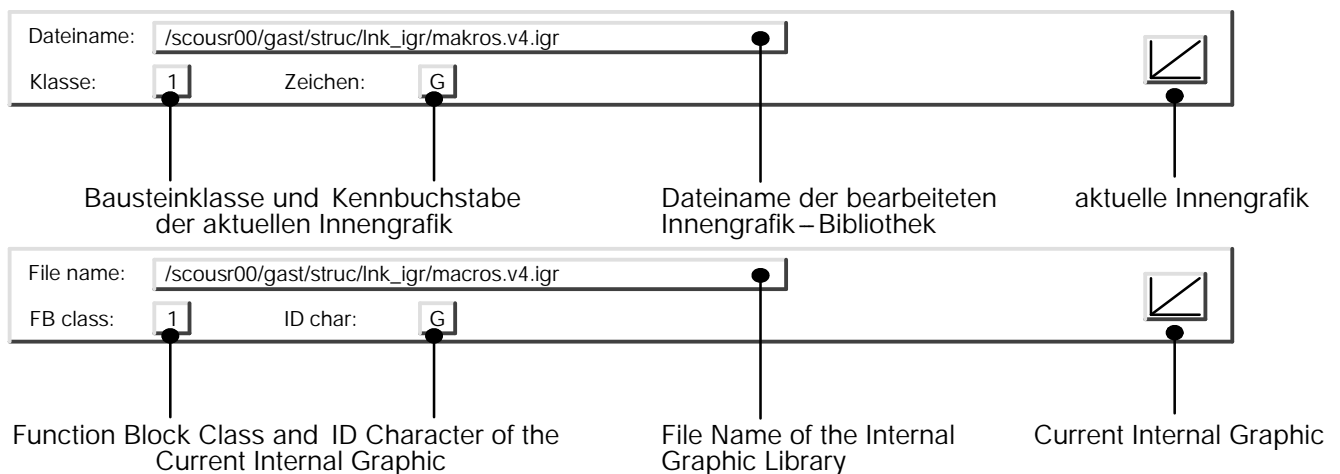 Dateiname: /scousr00/gast/struc/lnk_igr/makros.v4.igr
Klasse: 1 Zeichen: G
Bausteinklasse und Kennbuchstabe
der aktuellen Innengrafik
Dateiname der bearbeiteten
Innengrafik – Bibliothek
aktuelle Innengrafik
File name: /scousr00/gast/struc/lnk_igr/macros.v4.igr
FB class: 1 ID char: G
Function Block Class and ID Character of the
Current Internal Graphic
File Name of the Internal
Graphic Library
Current Internal Graphic